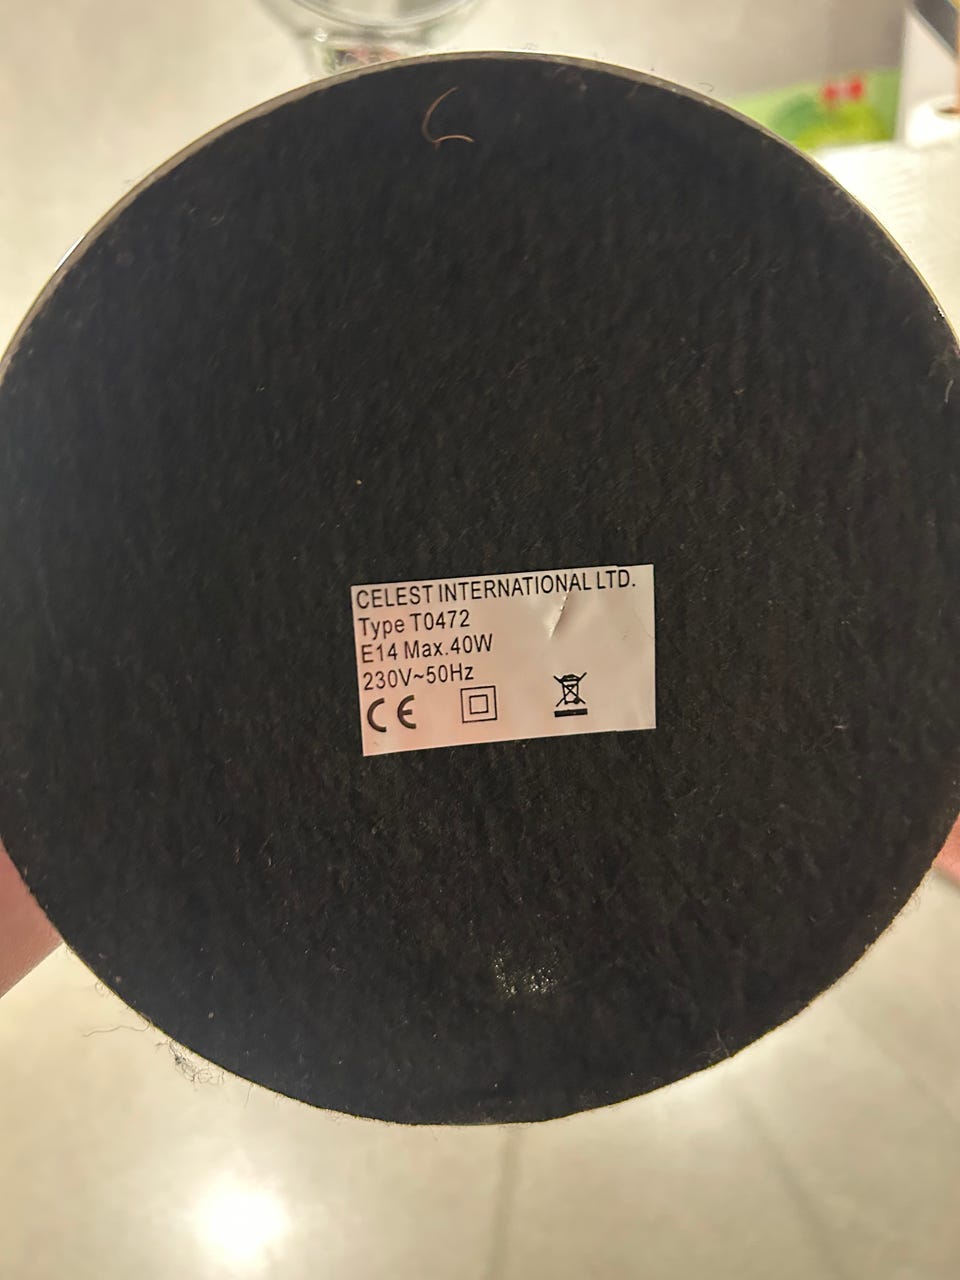 CELEST INTERNATIONAL LTD.
Type T0472
E14 Max.40W
230V~50Hz
CE